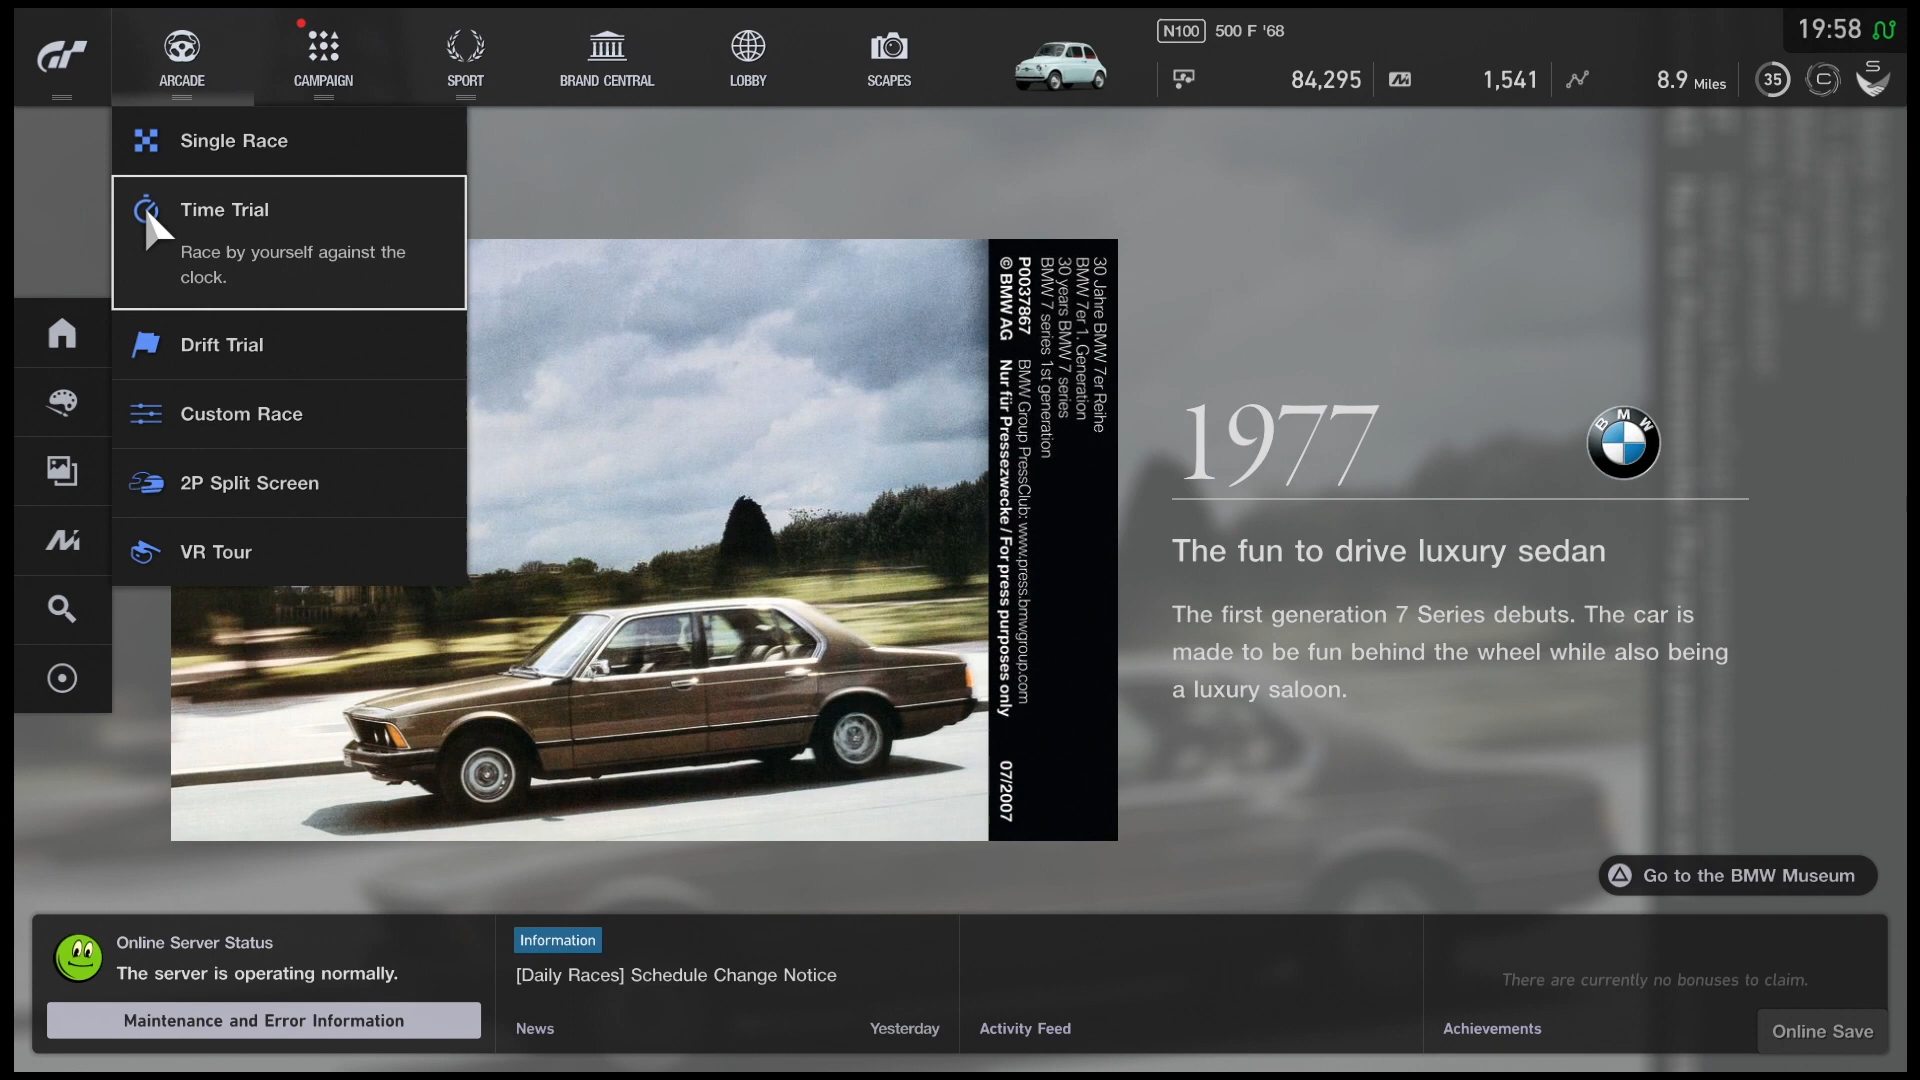 GT
ARCADE
CAMPAIGN
SPORT
BRAND CENTRAL
LOBBY
SCAPES
N100 500 F '68
84,295
1,541
8.9 Miles
19:58
35
C
S
Single Race
Time Trial
Race by yourself against the
clock.
Drift Trial
Custom Race
2P Split Screen
VR Tour
30 Jahre BMW 7er Reihe
BMW 7er 1. Generation
30 years BMW 7 series
BMW 7 series 1st generation
P0037867 BMW Group PressClub: www.press.bmwgroup.com
© BMW AG Nur für Pressezwecke / For press purposes only 07/2007
1977
BMW
The fun to drive luxury sedan
The first generation 7 Series debuts. The car is
made to be fun behind the wheel while also being
a luxury saloon.
Go to the BMW Museum
Online Server Status
The server is operating normally.
Maintenance and Error Information
Information
[Daily Races] Schedule Change Notice
News
Yesterday
Activity Feed
There are currently no bonuses to claim.
Achievements
Online Save